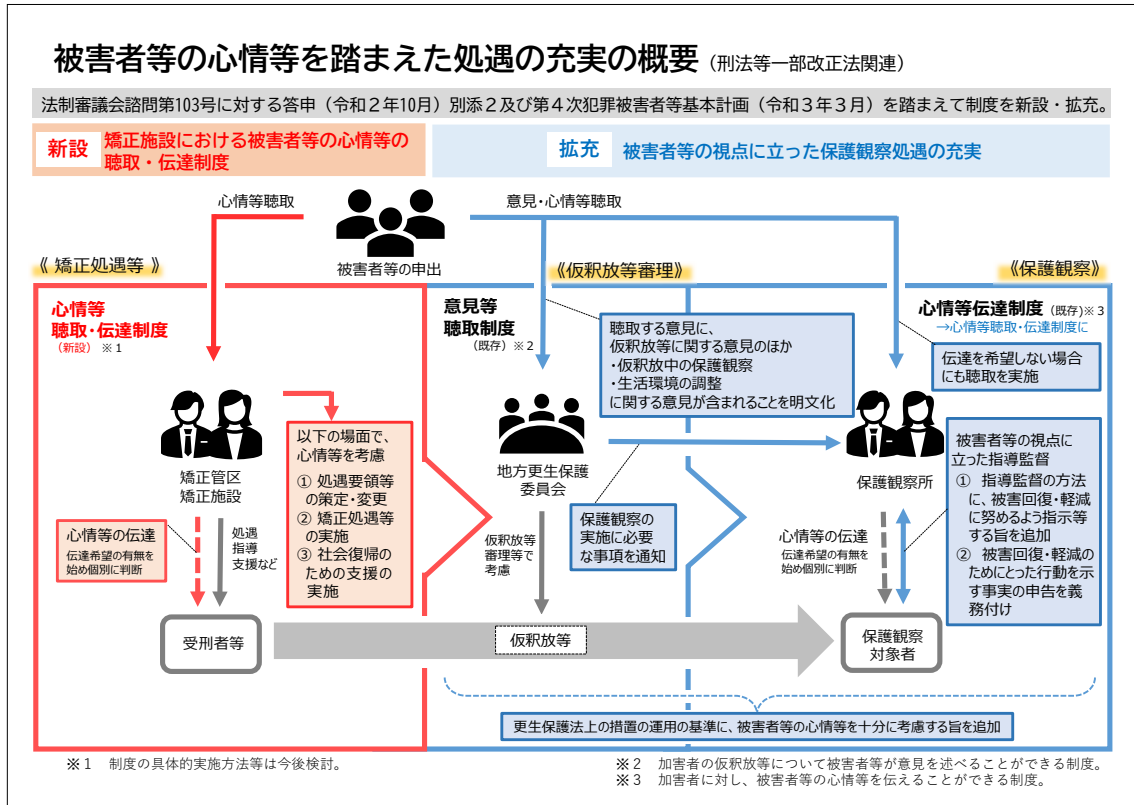 被害者等の心情等を踏まえた処遇の充実の概要（刑法等一部改正法関連）
法制審議会諮問第103号に対する答申（令和２年10月）別添２及び第４次犯罪被害者等基本計画（令和３年３月）を踏まえて制度を新設・拡充。
新設
矯正施設における被害者等の心情等の
聴取・伝達制度
拡充
被害者等の視点に立った保護観察処遇の充実
心情等聴取
意見・心情等聴取
被害者等の申出
《 矯正処遇等 》
《仮釈放等審理》
《保護観察》
心情等
聴取・伝達制度
（新設） ※１
矯正管区
矯正施設
心情等の伝達
伝達希望の有無を
始め個別に判断
処遇
指導
支援など
以下の場面で、
心情等を考慮
① 処遇要領等
の策定・変更
② 矯正処遇等
の実施
③ 社会復帰の
ための支援の
実施
受刑者等
意見等
聴取制度
（既存）※２
聴取する意見に、
仮釈放等に関する意見のほか
・仮釈放中の保護観察
・生活環境の調整
に関する意見が含まれることを明文化
地方更生保護
委員会
仮釈放等
審理等で
考慮
保護観察の
実施に必要
な事項を通知
仮釈放等
心情等伝達制度（既存）※３
→心情等聴取・伝達制度に
伝達を希望しない場合
にも聴取を実施
保護観察所
心情等の伝達
伝達希望の有無を
始め個別に判断
被害者等の視点に
立った指導監督
① 指導監督の方法
に、被害回復・軽減
に努めるよう指示等
する旨を追加
② 被害回復・軽減の
ためにとった行動を示
す事実の申告を義
務付け
保護観察
対象者
更生保護法上の措置の運用の基準に、被害者等の心情等を十分に考慮する旨を追加
※１　制度の具体的実施方法等は今後検討。
※２　加害者の仮釈放等について被害者等が意見を述べることができる制度。
※３　加害者に対し、被害者等の心情等を伝えることができる制度。